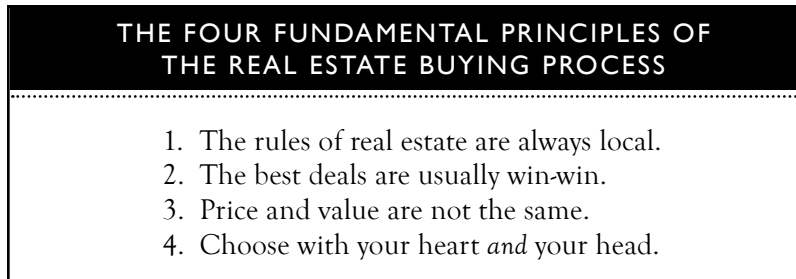 THE FOUR FUNDAMENTAL PRINCIPLES OF
THE REAL ESTATE BUYING PROCESS
1. The rules of real estate are always local.
2. The best deals are usually win-win.
3. Price and value are not the same.
4. Choose with your heart and your head.